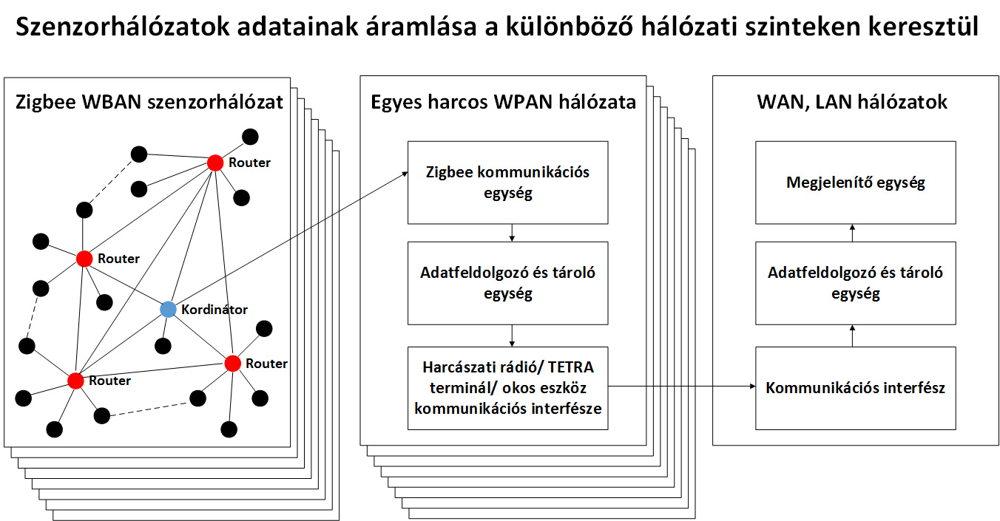 Szenzorhálózatok adatainak áramlása a különböző hálózati szinteken keresztül
Zigbee WBAN szenzorhálózat
Router
Router
Kordinátor
Router
Router
Egyes harcos WPAN hálózata
Zigbee kommunikációs
egység
Adatfeldolgozó és tároló
egység
Harcászati rádió/ TETRA
terminál/ okos eszköz
kommunikációs interfésze
WAN, LAN hálózatok
Megjelenítő egység
Adatfeldolgozó és tároló
egység
Kommunikációs interfész